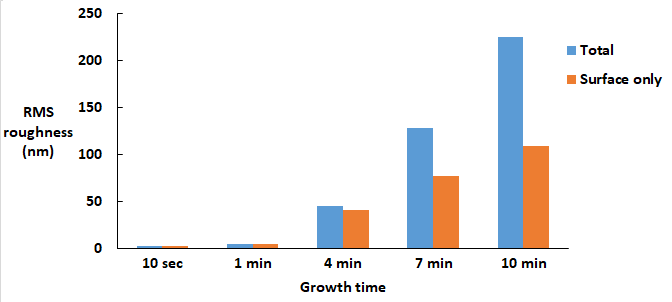 250
200
150
100
50
0
RMS
roughness
(nm)
10 sec 1 min 4 min 7 min 10 min
Growth time
Total
Surface only